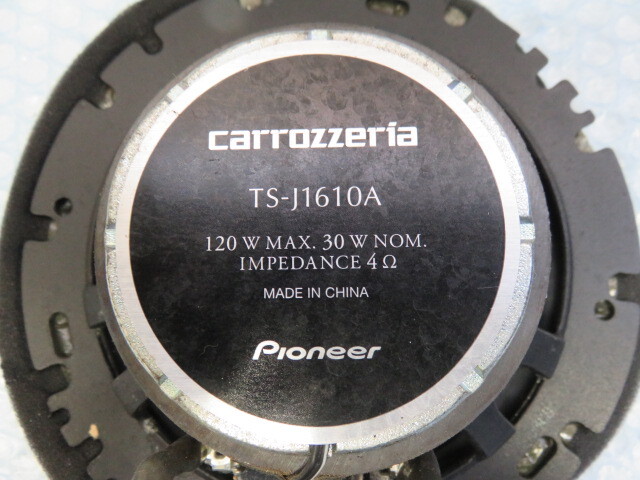 carrozzeria
TS-J1610A
120 W MAX. 30 W NOM.
IMPEDANCE 4 Ω
MADE IN CHINA
Pioneer